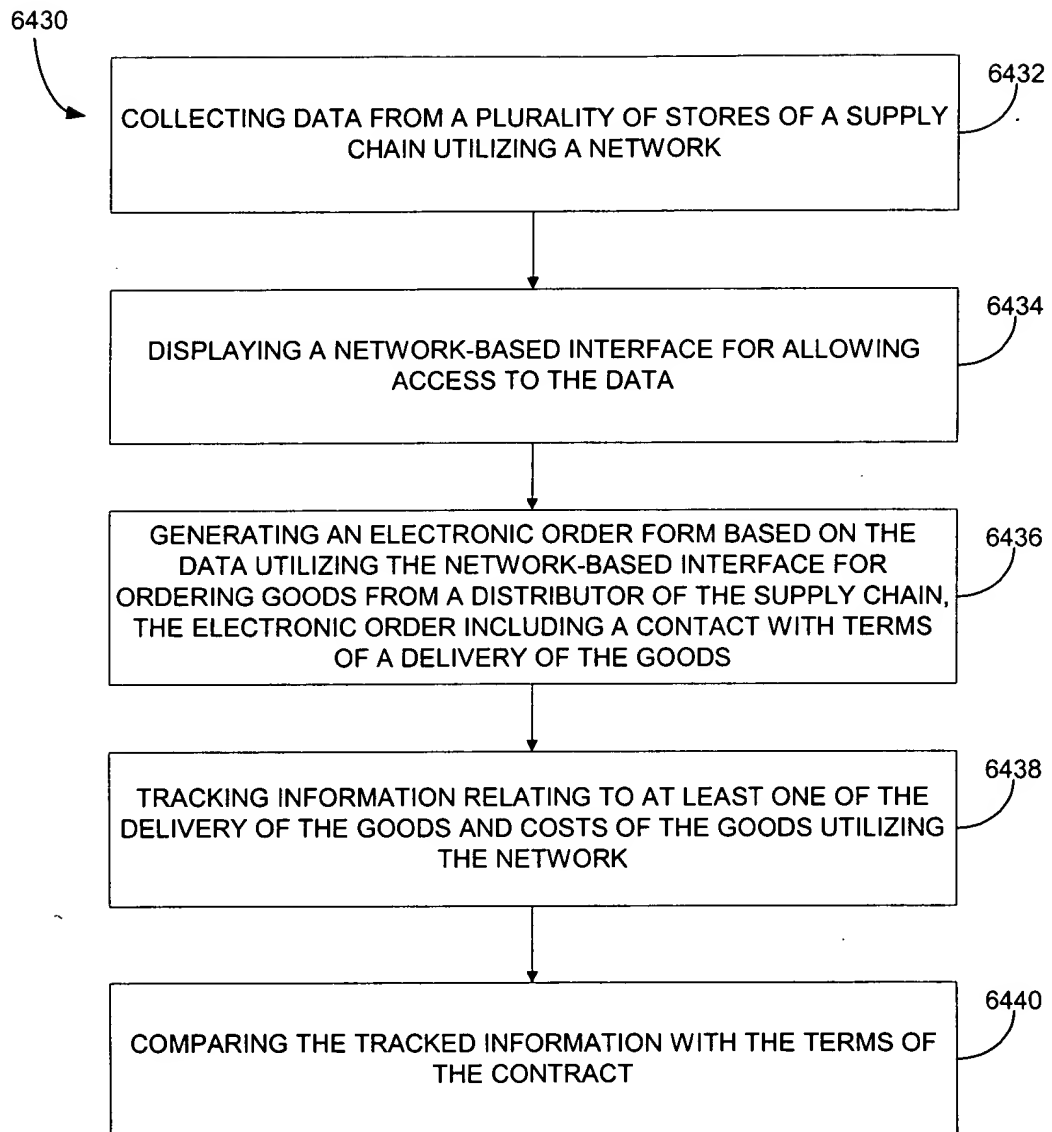 6430
6432
COLLECTING DATA FROM A PLURALITY OF STORES OF A SUPPLY
CHAIN UTILIZING A NETWORK
6434
DISPLAYING A NETWORK-BASED INTERFACE FOR ALLOWING
ACCESS TO THE DATA
6436
GENERATING AN ELECTRONIC ORDER FORM BASED ON THE
DATA UTILIZING THE NETWORK-BASED INTERFACE FOR
ORDERING GOODS FROM A DISTRIBUTOR OF THE SUPPLY CHAIN,
THE ELECTRONIC ORDER INCLUDING A CONTACT WITH TERMS
OF A DELIVERY OF THE GOODS
6438
TRACKING INFORMATION RELATING TO AT LEAST ONE OF THE
DELIVERY OF THE GOODS AND COSTS OF THE GOODS UTILIZING
THE NETWORK
6440
COMPARING THE TRACKED INFORMATION WITH THE TERMS OF
THE CONTRACT